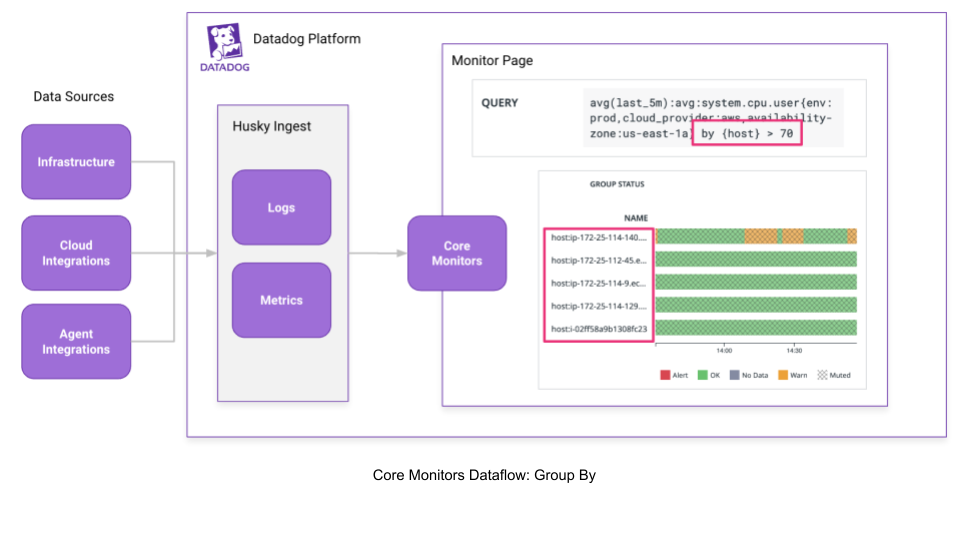 Datadog Platform
DATADOG
Monitor Page
Data Sources
QUERY
avg(last_5m):avg:system.cpu.user{env:
prod,cloud_provider:aws,availability-
zone:us-east-1a} by {host} > 70
Husky Ingest
Infrastructure
Logs
GROUP STATUS
NAME
Cloud
Integrations
Core
Monitors
host:ip-172-25-114-140....
host:ip-172-25-112-45.e...
host:ip-172-25-114-9.ec...
host:ip-172-25-114-129....
host:i-02ff58a9b1308fc23
Metrics
Agent
Integrations
14:00
14:30
Alert
OK
No Data
Warn
Muted
Core Monitors Dataflow: Group By